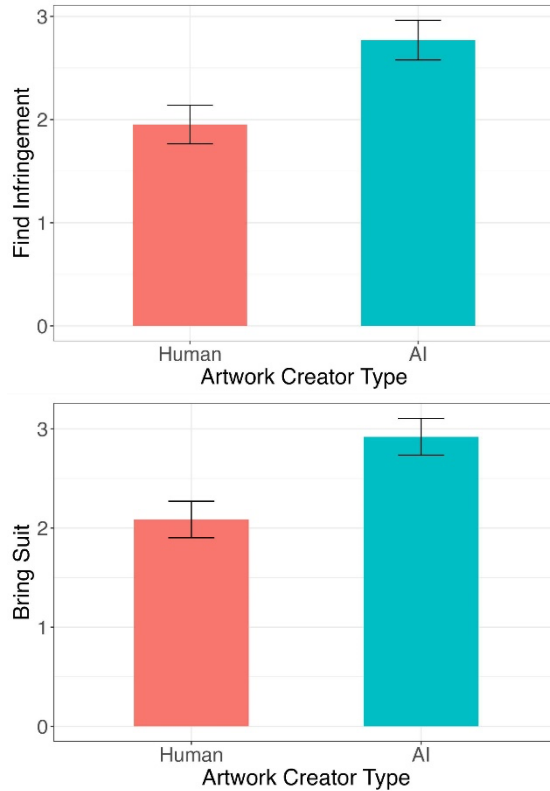 Find Infringement
3
2
1
0
Human
AI
Artwork Creator Type
Bring Suit
3
2
1
0
Human
AI
Artwork Creator Type